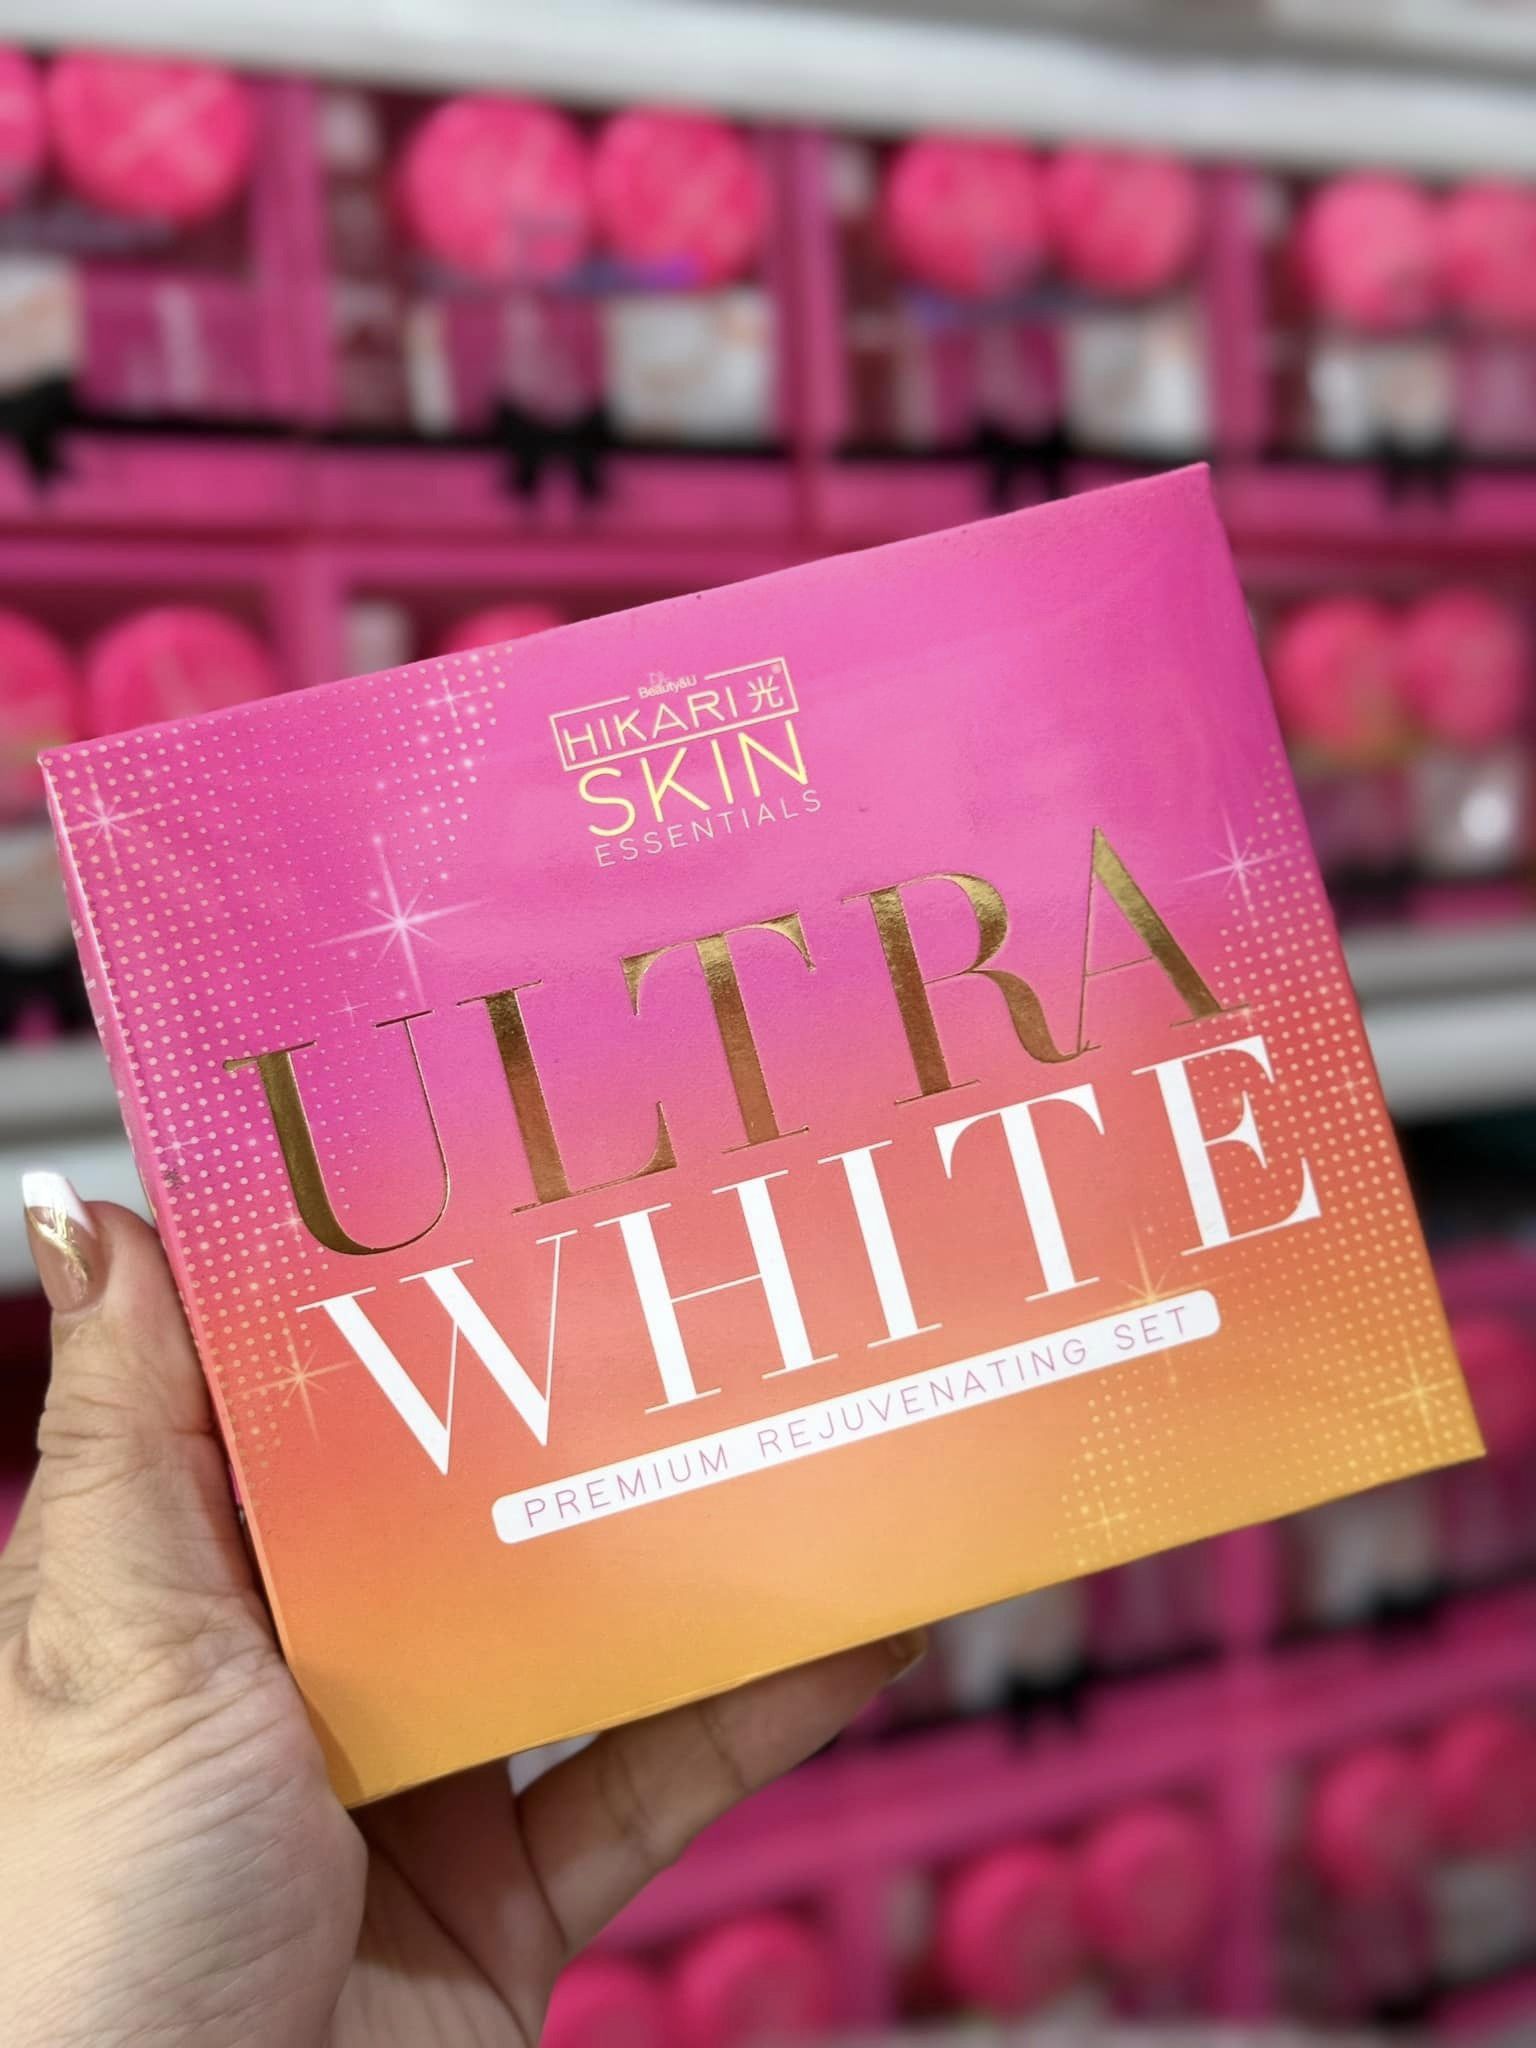 Beauty&U
HIKARI光®
SKIN
ESSENTIALS
ULTRA
WHITE
PREMIUM REJUVENATING SET